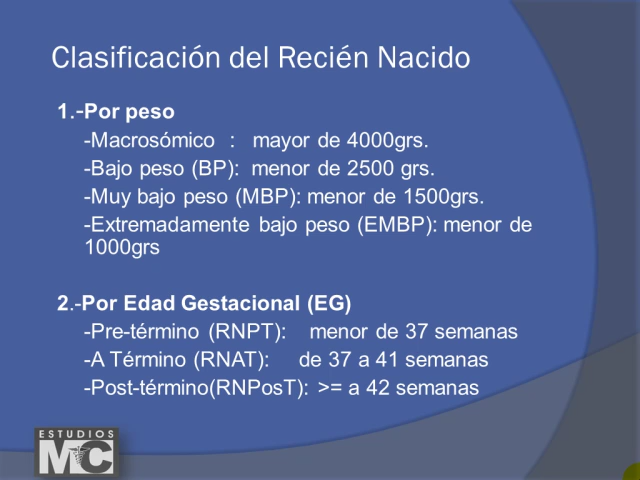 Clasificación del Recién Nacido
1.-Por peso
-Macrosómico : mayor de 4000grs.
-Bajo peso (BP): menor de 2500 grs.
-Muy bajo peso (MBP): menor de 1500grs.
-Extremadamente bajo peso (EMBP): menor de
1000grs
2.-Por Edad Gestacional (EG)
-Pre-término (RNPT): menor de 37 semanas
-A Término (RNAT): de 37 a 41 semanas
-Post-término(RNPosT): >= a 42 semanas
ESTUDIOS
MC